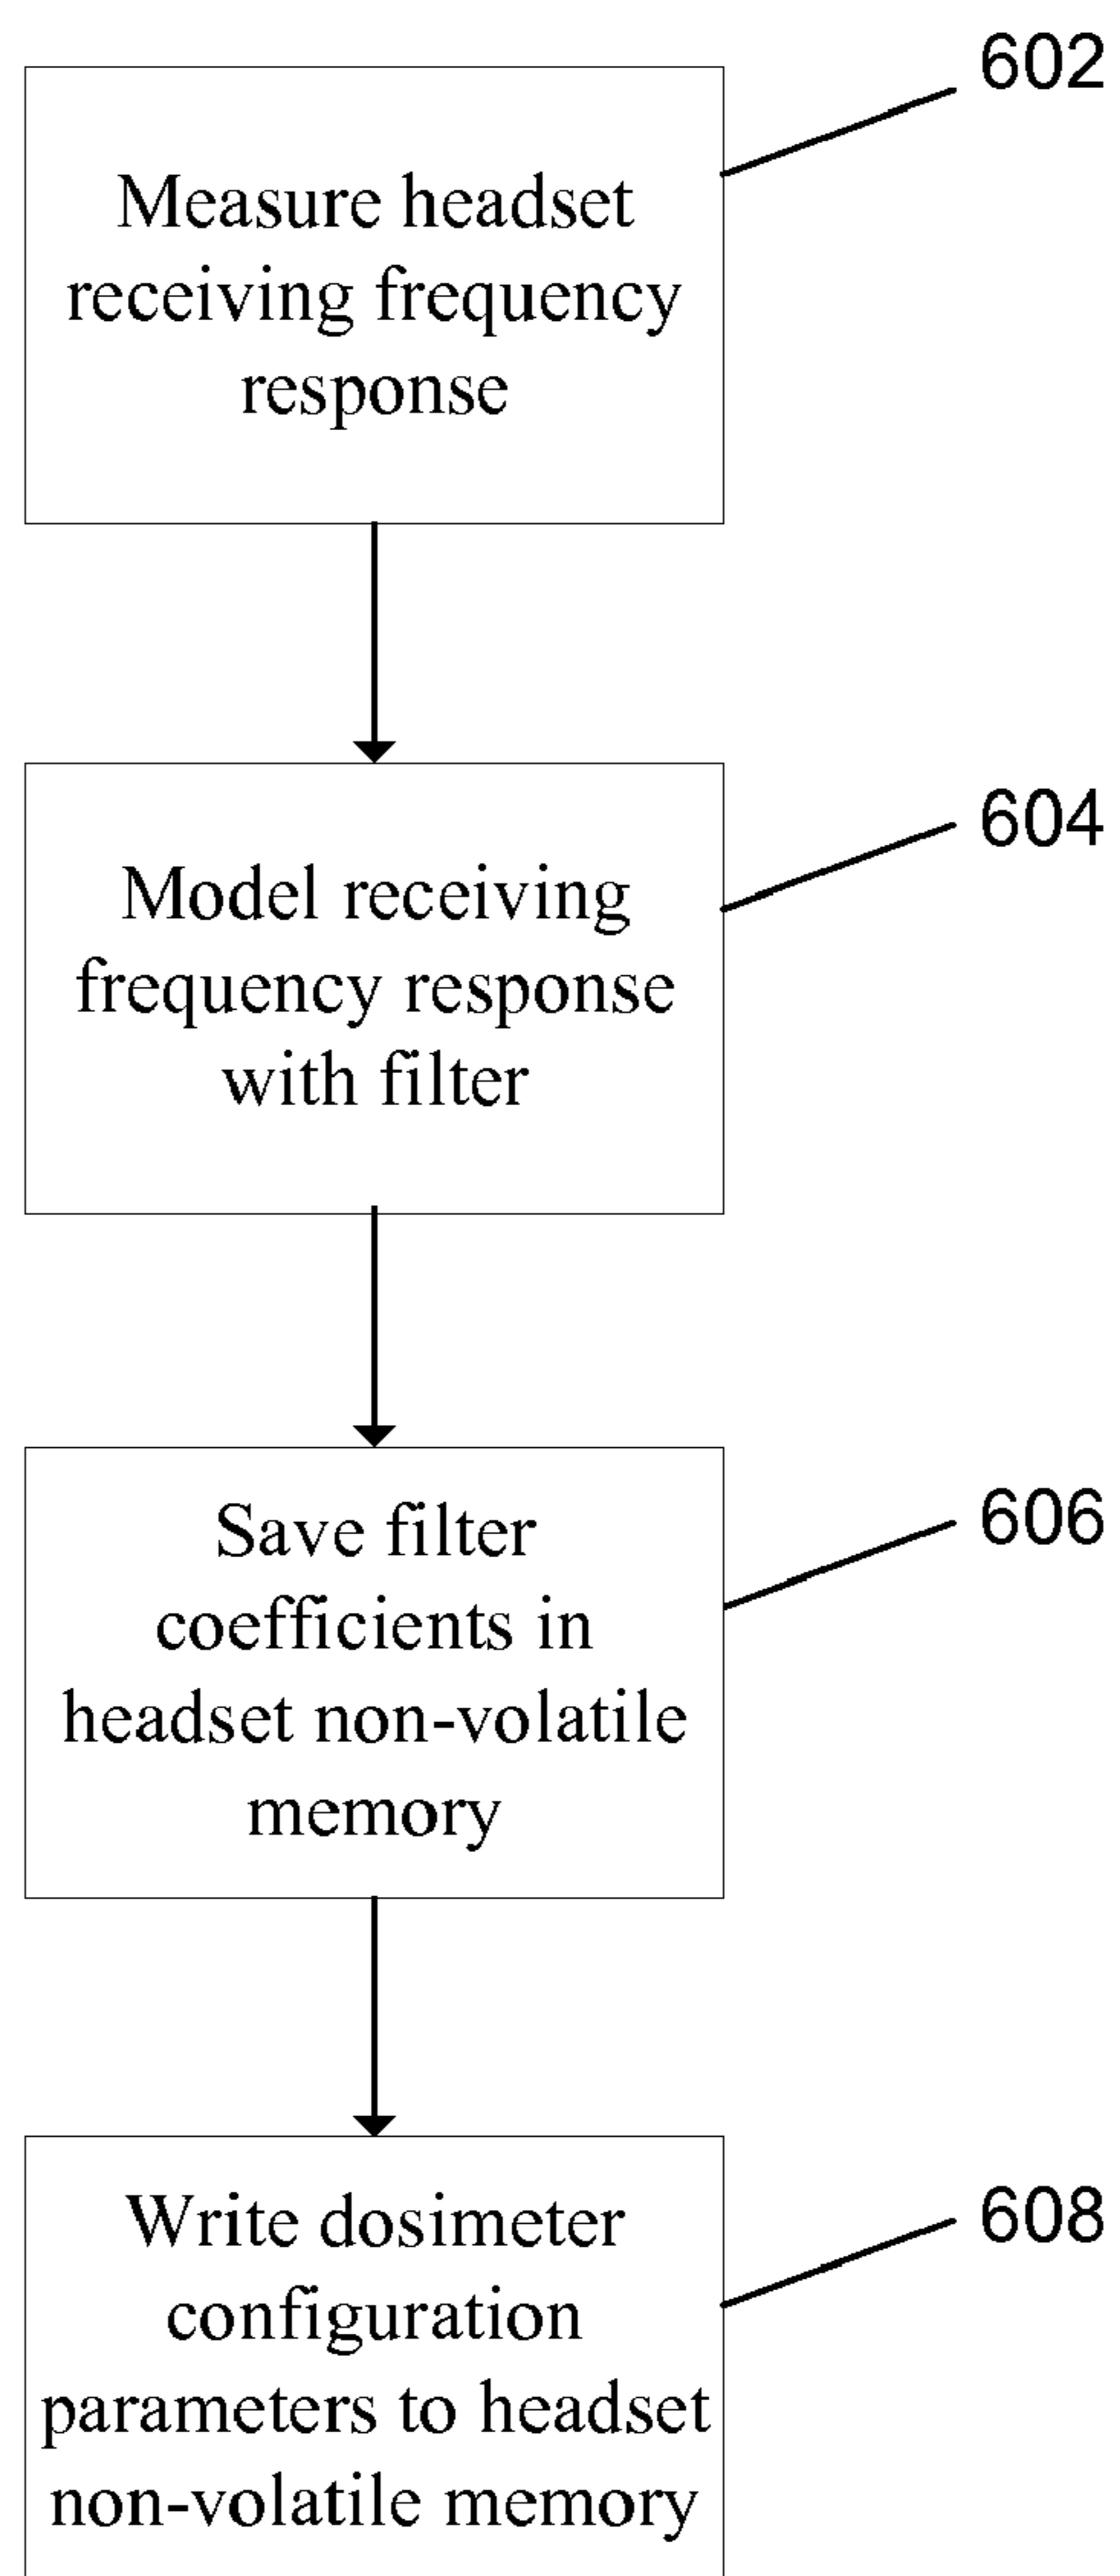 602
Measure headset
receiving frequency
response
604
Model receiving
frequency response
with filter
606
Save filter
coefficients in
headset non-volatile
memory
608
Write dosimeter
configuration
parameters to headset
non-volatile memory